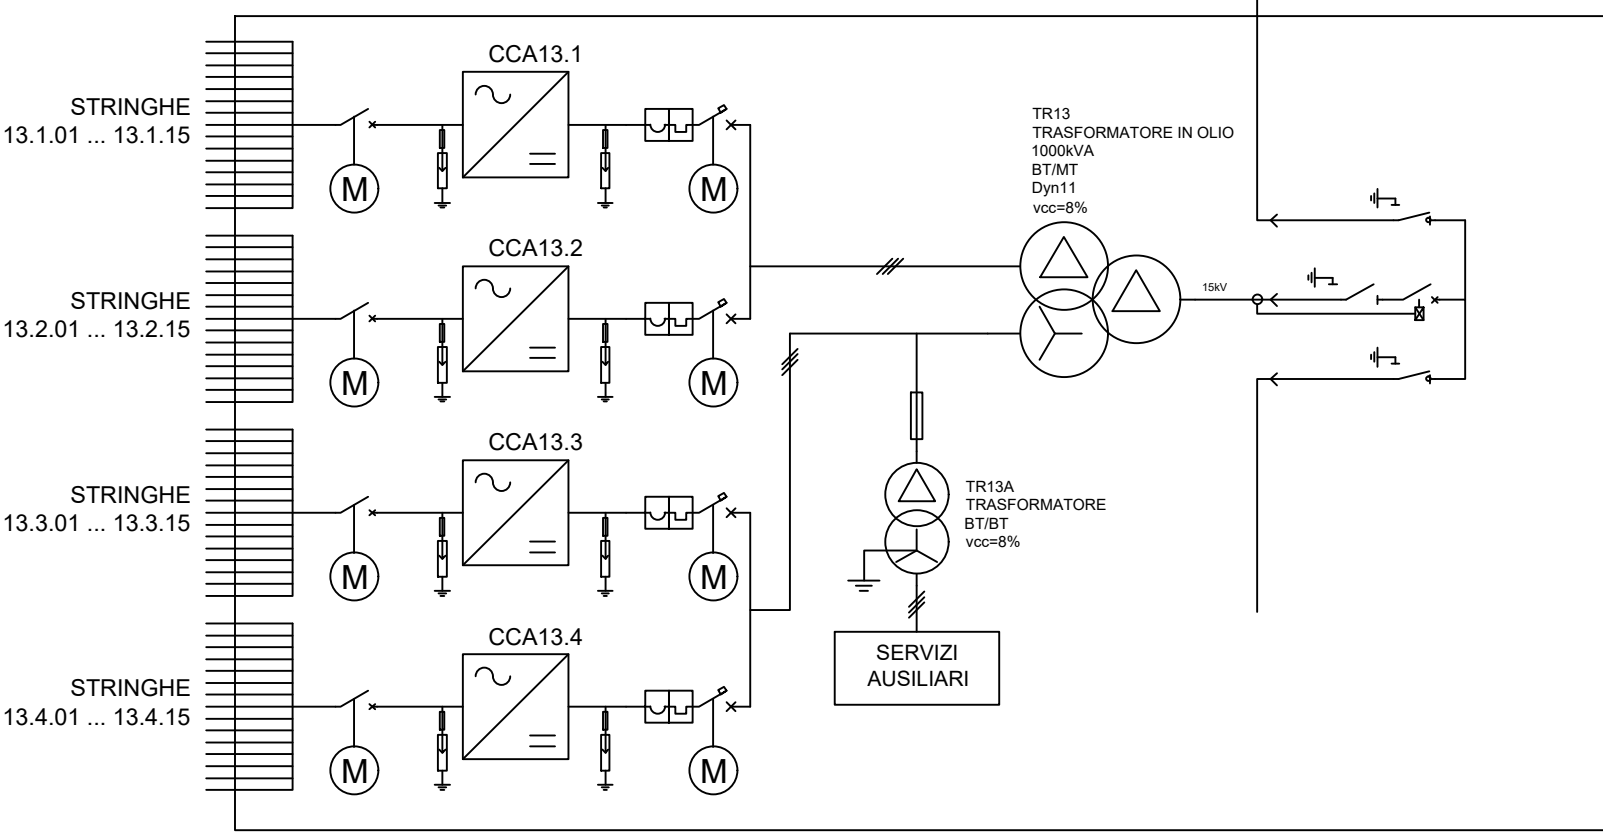 CCA13.1
STRINGHE
13.1.01 ... 13.1.15
M
M
CCA13.2
STRINGHE
13.2.01 ... 13.2.15
M
M
CCA13.3
STRINGHE
13.3.01 ... 13.3.15
M
M
CCA13.4
STRINGHE
13.4.01 ... 13.4.15
M
M
TR13
TRASFORMATORE IN OLIO
1000kVA
BT/MT
Dyn11
vcc=8%
15kV
TR13A
TRASFORMATORE
BT/BT
vcc=8%
SERVIZI
AUSILIARI